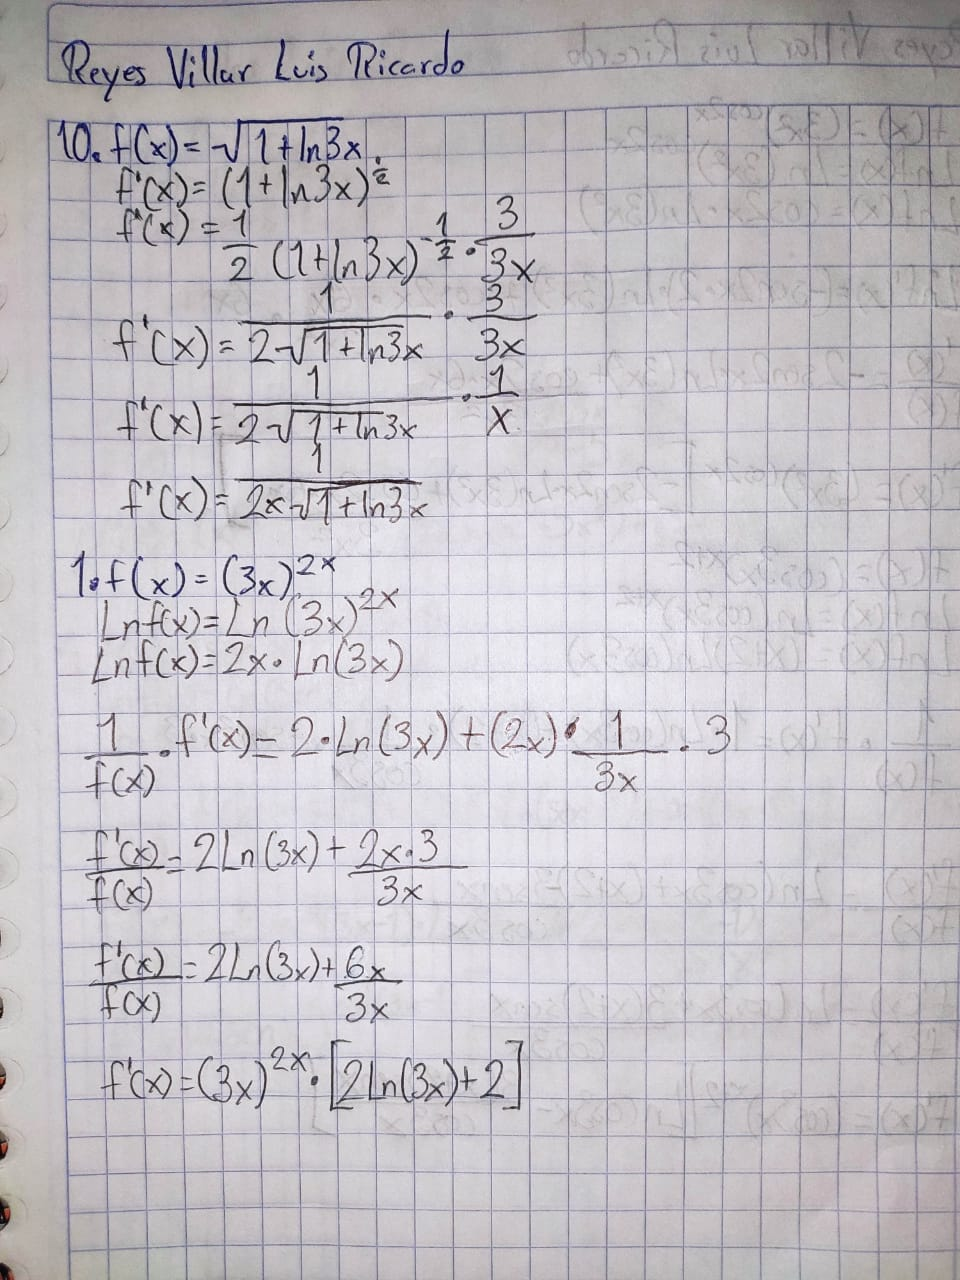 Reyes Villar Luis Ricardo
10. f(x) = √1+ln3x
f'(x) = (1+ln3x)^½
f'(x) = 1/2 (1+ln3x)^-½ · 3/3x
f'(x) = 1/2√1+ln3x · 3/3x
f'(x) = 1/2√1+ln3x · 1/x
f'(x) = 1/2x√1+ln3x
1. f(x) = (3x)^2x
Lnf(x) = Ln (3x)^2x
Lnf(x) = 2x · Ln(3x)
1/f(x) · f'(x) = 2·Ln(3x) + (2x) · 1/3x · 3
f'(x)/f(x) = 2Ln(3x) + 2x·3/3x
f'(x)/f(x) = 2Ln(3x) + 6x/3x
f'(x) = (3x)^2x · [2Ln(3x)+2]